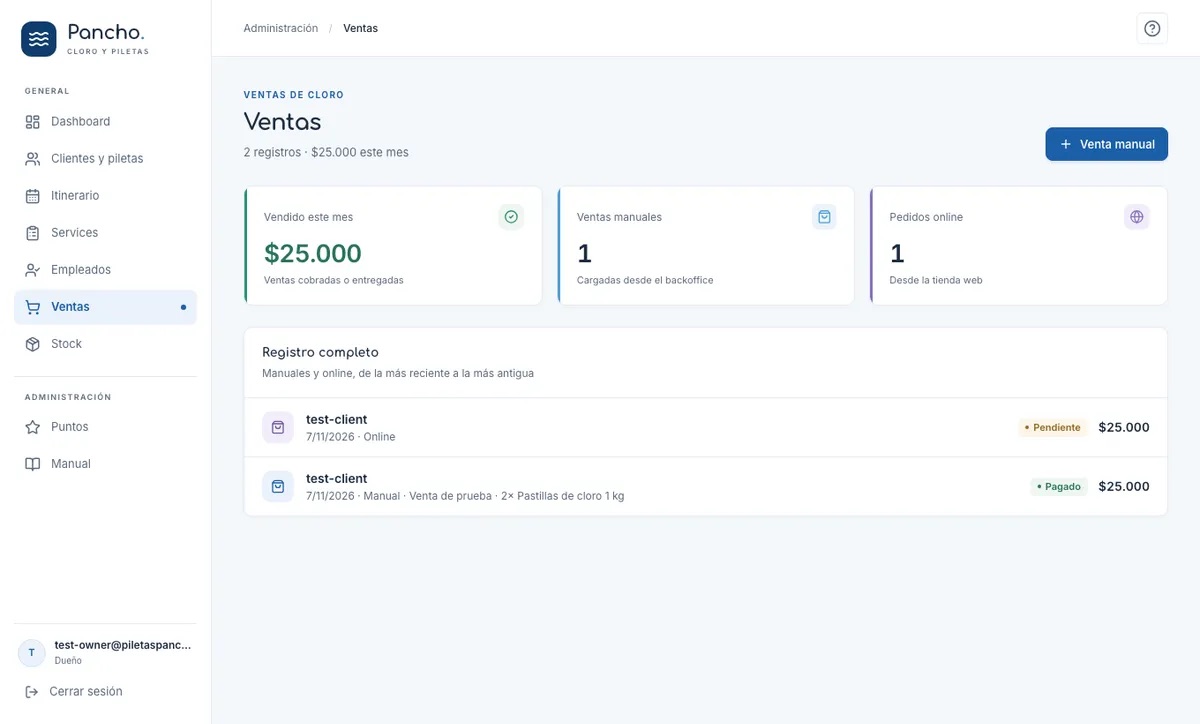 Pancho.
CLORO Y PILETAS
GENERAL
Dashboard
Clientes y piletas
Itinerario
Services
Empleados
Ventas
Stock
ADMINISTRACIÓN
Puntos
Manual
T
test-owner@piletaspanc...
Dueño
Cerrar sesión
Administración / Ventas
VENTAS DE CLORO
Ventas
2 registros · $25.000 este mes
+ Venta manual
Vendido este mes
$25.000
Ventas cobradas o entregadas
Ventas manuales
1
Cargadas desde el backoffice
Pedidos online
1
Desde la tienda web
Registro completo
Manuales y online, de la más reciente a la más antigua
test-client
7/11/2026 · Online
• Pendiente $25.000
test-client
7/11/2026 · Manual · Venta de prueba · 2× Pastillas de cloro 1 kg
• Pagado $25.000